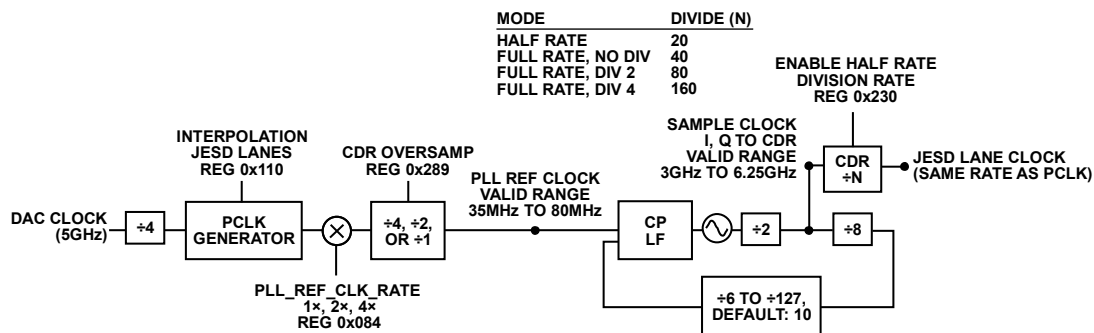 MODE DIVIDE (N)
HALF RATE 20
FULL RATE, NO DIV 40
FULL RATE, DIV 2 80
FULL RATE, DIV 4 160
ENABLE HALF RATE
DIVISION RATE
REG 0x230
INTERPOLATION
JESD LANES
REG 0x110
CDR OVERSAMP
REG 0x289
SAMPLE CLOCK
I, Q TO CDR
VALID RANGE
3GHz TO 6.25GHz
PLL REF CLOCK
VALID RANGE
35MHz TO 80MHz
CDR
÷N
JESD LANE CLOCK
(SAME RATE AS PCLK)
DAC CLOCK
(5GHz)
÷4
PCLK
GENERATOR
÷4, ÷2,
OR ÷1
CP
LF
÷2
÷8
PLL_REF_CLK_RATE
1×, 2×, 4×
REG 0x084
÷6 TO ÷127,
DEFAULT: 10